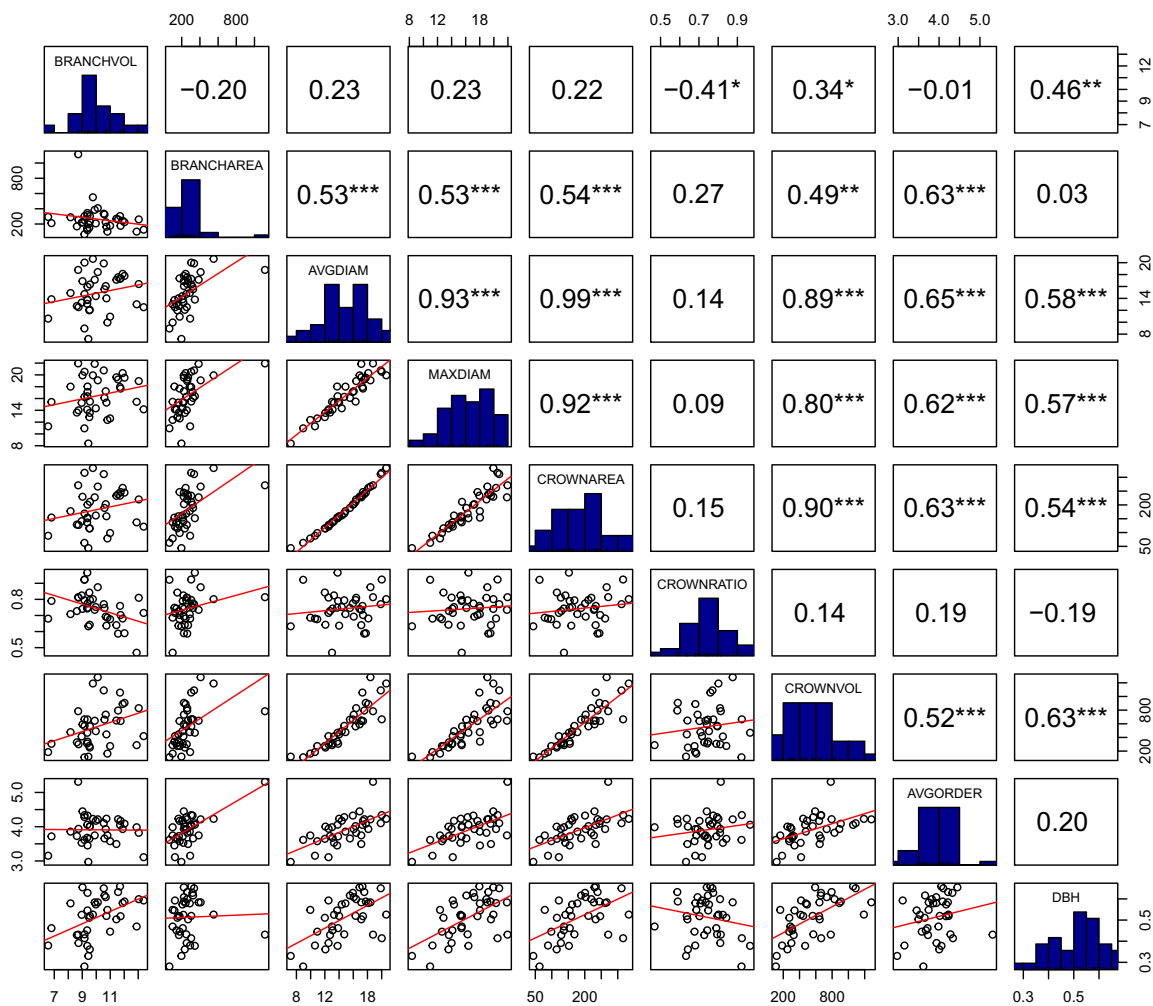 200 800 8 12 18 0.5 0.7 0.9 3.0 4.0 5.0
BRANCHVOL −0.20 0.23 0.23 0.22 −0.41* 0.34* −0.01 0.46** 7 9 12
200 800 BRANCHAREA 0.53*** 0.53*** 0.54*** 0.27 0.49** 0.63*** 0.03
AVGDIAM 0.93*** 0.99*** 0.14 0.89*** 0.65*** 0.58*** 8 14 20
8 14 20 MAXDIAM 0.92*** 0.09 0.80*** 0.62*** 0.57***
CROWNAREA 0.15 0.90*** 0.63*** 0.54*** 50 200
0.5 0.8 CROWNRATIO 0.14 0.19 −0.19
CROWNVOL 0.52*** 0.63*** 200 800
3.0 4.0 5.0 AVGORDER 0.20
DBH 0.3 0.5
7 9 11 8 12 18 50 200 200 800 0.3 0.5